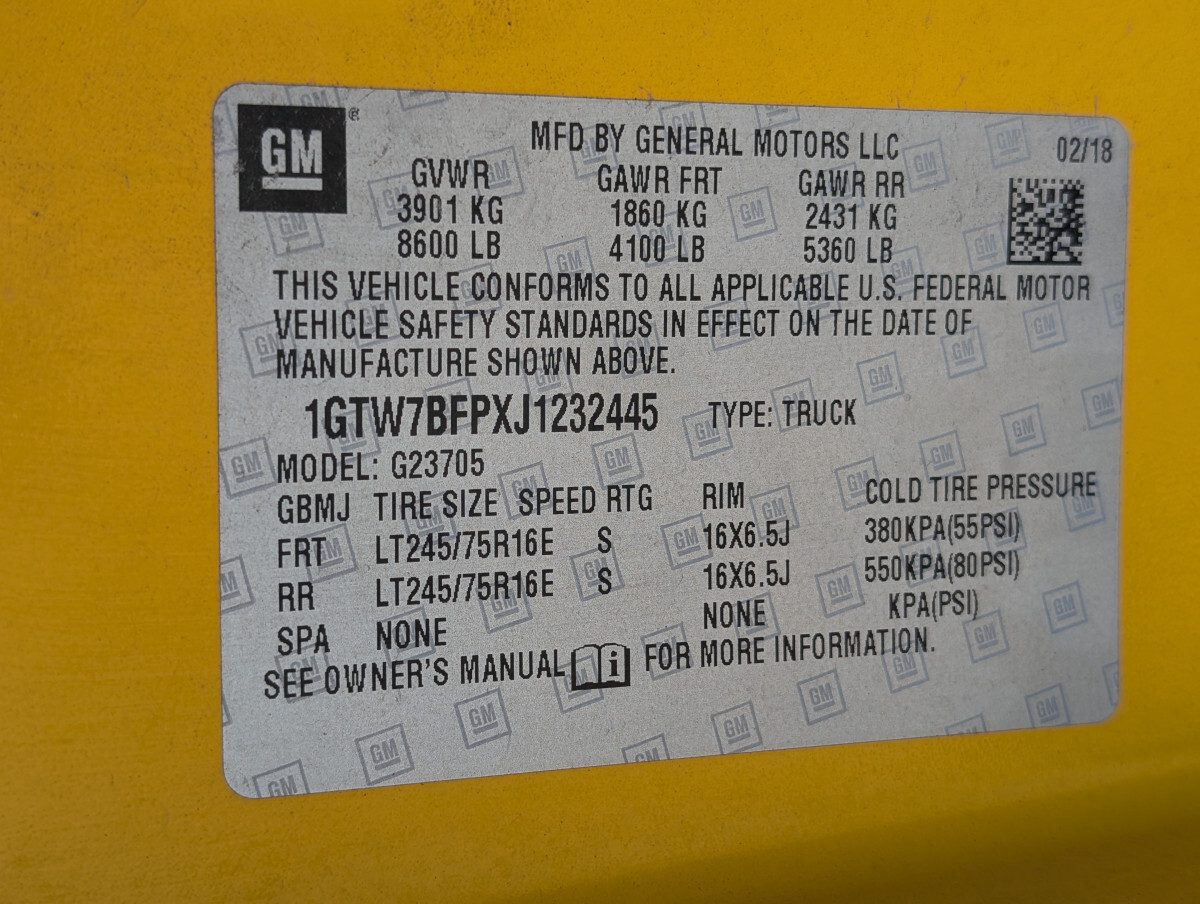 GM
MFD BY GENERAL MOTORS LLC 02/18
GVWR GAWR FRT GAWR RR
3901 KG 1860 KG 2431 KG
8600 LB 4100 LB 5360 LB
THIS VEHICLE CONFORMS TO ALL APPLICABLE U.S. FEDERAL MOTOR
VEHICLE SAFETY STANDARDS IN EFFECT ON THE DATE OF
MANUFACTURE SHOWN ABOVE.
1GTW7BFPXJ1232445 TYPE: TRUCK
MODEL: G23705
GBMJ TIRE SIZE SPEED RTG RIM COLD TIRE PRESSURE
FRT LT245/75R16E S 16X6.5J 380KPA(55PSI)
RR LT245/75R16E S 16X6.5J 550KPA(80PSI)
SPA NONE NONE KPA(PSI)
SEE OWNER'S MANUAL i FOR MORE INFORMATION.